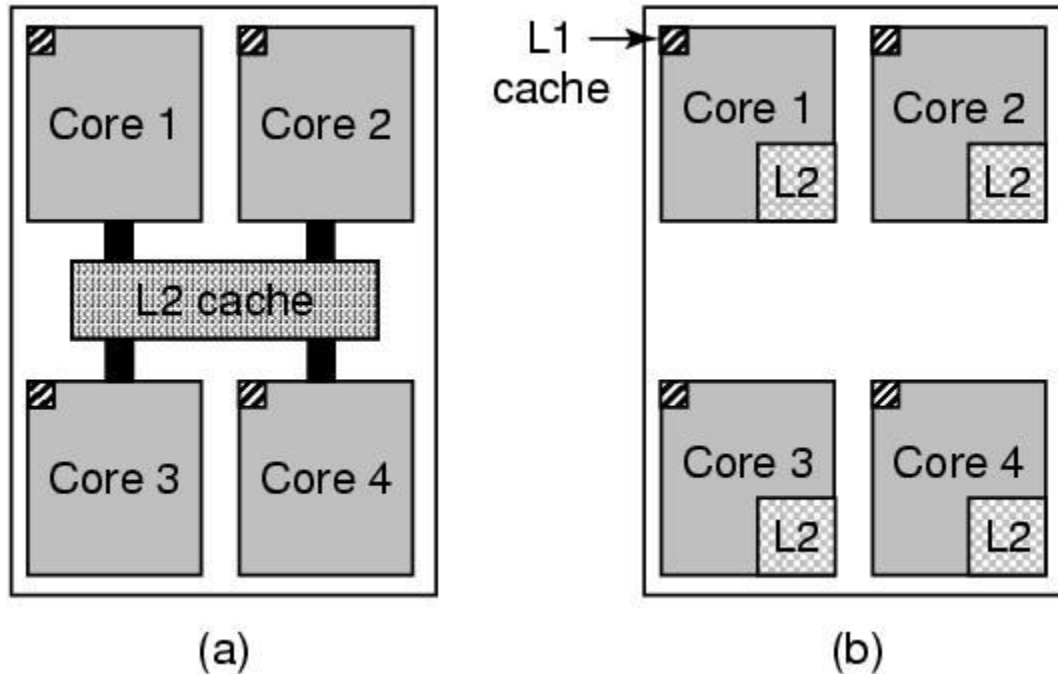 Core 1
Core 2
L2 cache
Core 3
Core 4
(a)
L1
cache
Core 1
Core 2
L2
L2
Core 3
Core 4
L2
L2
(b)